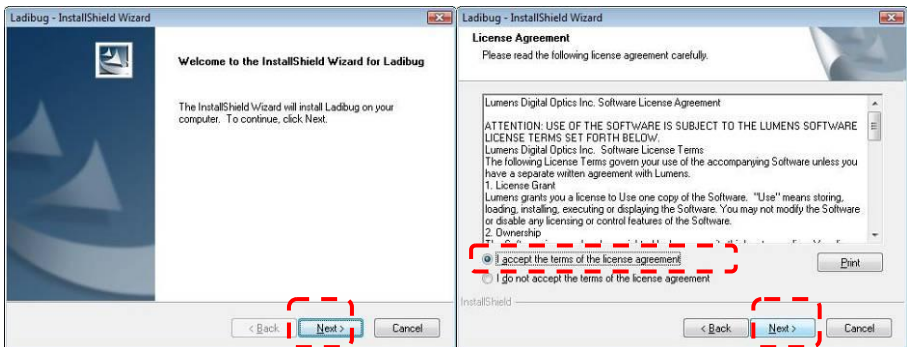 Ladibug - InstallShield Wizard
Welcome to the InstallShield Wizard for Ladibug
The InstallShield Wizard will install Ladibug on your
computer. To continue, click Next.
< Back
Next >
Cancel
Ladibug - InstallShield Wizard
License Agreement
Please read the following license agreement carefully.
Lumens Digital Optics Inc. Software License Agreement
ATTENTION: USE OF THE SOFTWARE IS SUBJECT TO THE LUMENS SOFTWARE
LICENSE TERMS SET FORTH BELOW.
Lumens Digital Optics Inc. Software License Terms
The following License Terms govern your use of the accompanying Software unless you
have a separate written agreement with Lumens.
1. License Grant
Lumens grants you a license to Use one copy of the Software. "Use" means storing,
loading, installing, executing or displaying the Software. You may not modify the Software
or disable any licensing or control features of the Software.
2. Ownership
I accept the terms of the license agreement
Print
I do not accept the terms of the license agreement
InstallShield
< Back
Next >
Cancel